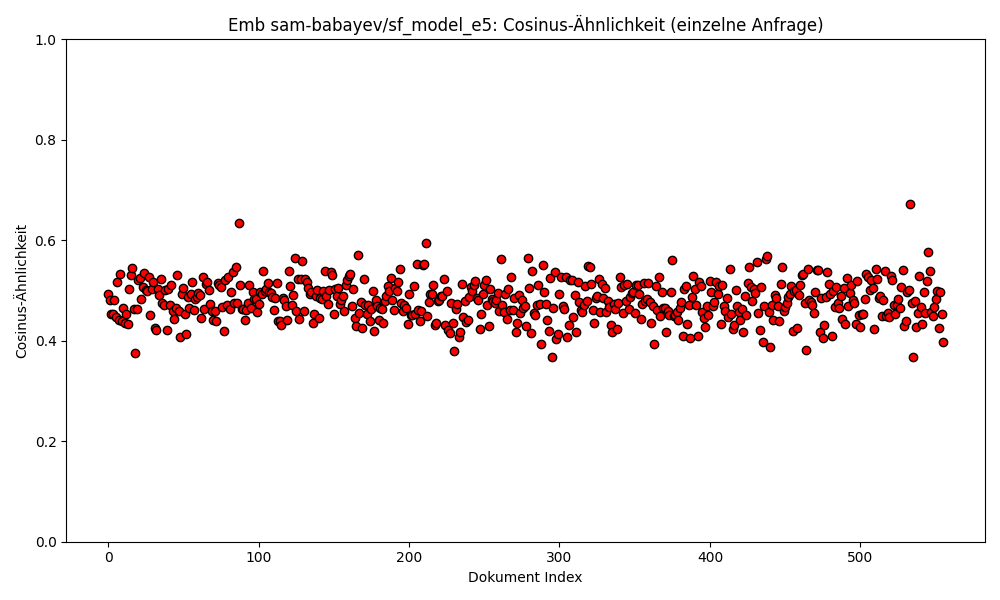 Emb sam-babayev/sf_model_e5: Cosinus-Ähnlichkeit (einzelne Anfrage)
1.0
0.8
0.6
0.4
0.2
0.0
Cosinus-Ähnlichkeit
0 100 200 300 400 500
Dokument Index